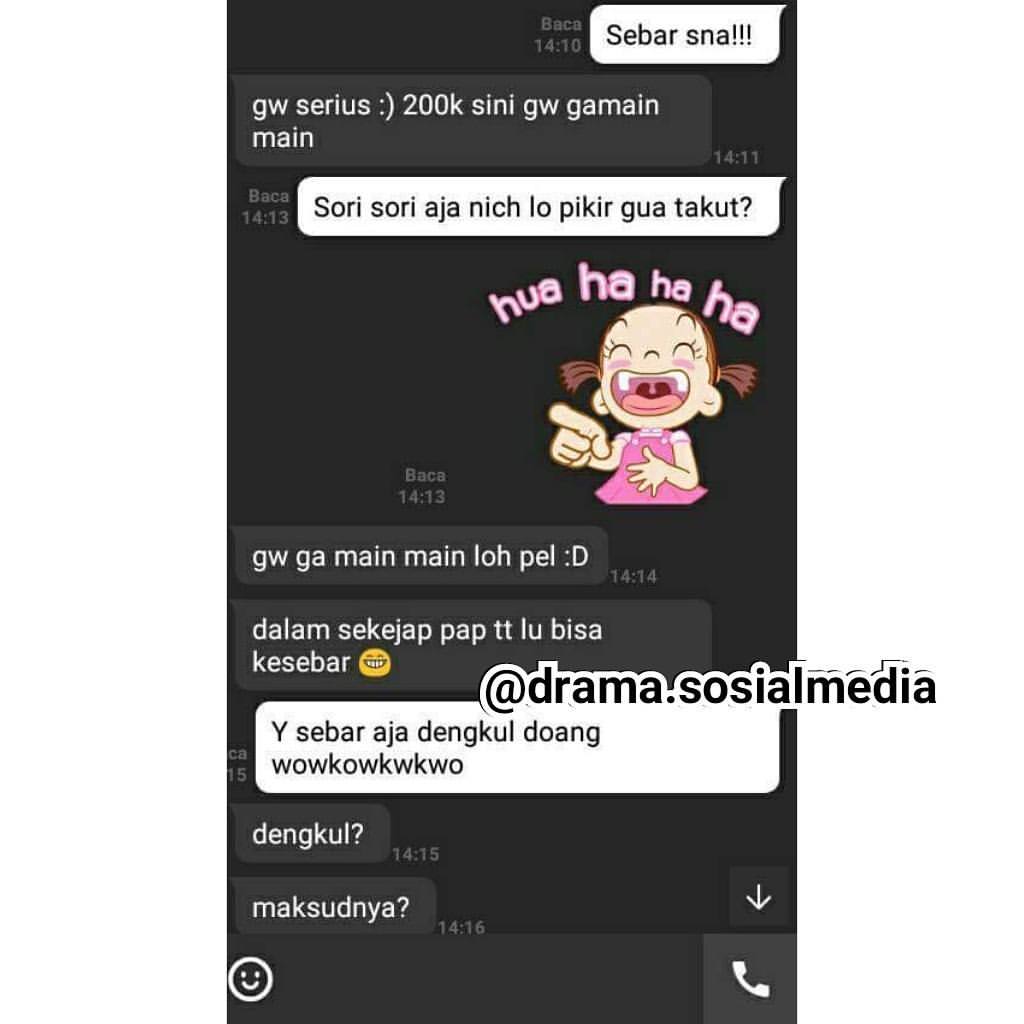 Baca
14:10
Sebar sna!!!
gw serius :) 200k sini gw gamain
main
14:11
Baca
14:13
Sori sori aja nich lo pikir gua takut?
hua ha ha ha
Baca
14:13
gw ga main main loh pel :D
14:14
dalam sekejap pap tt lu bisa
kesebar 😁
@drama.sosialmedia
ca
15
Y sebar aja dengkul doang
wowkowkwkwo
dengkul?
14:15
maksudnya?
14:16